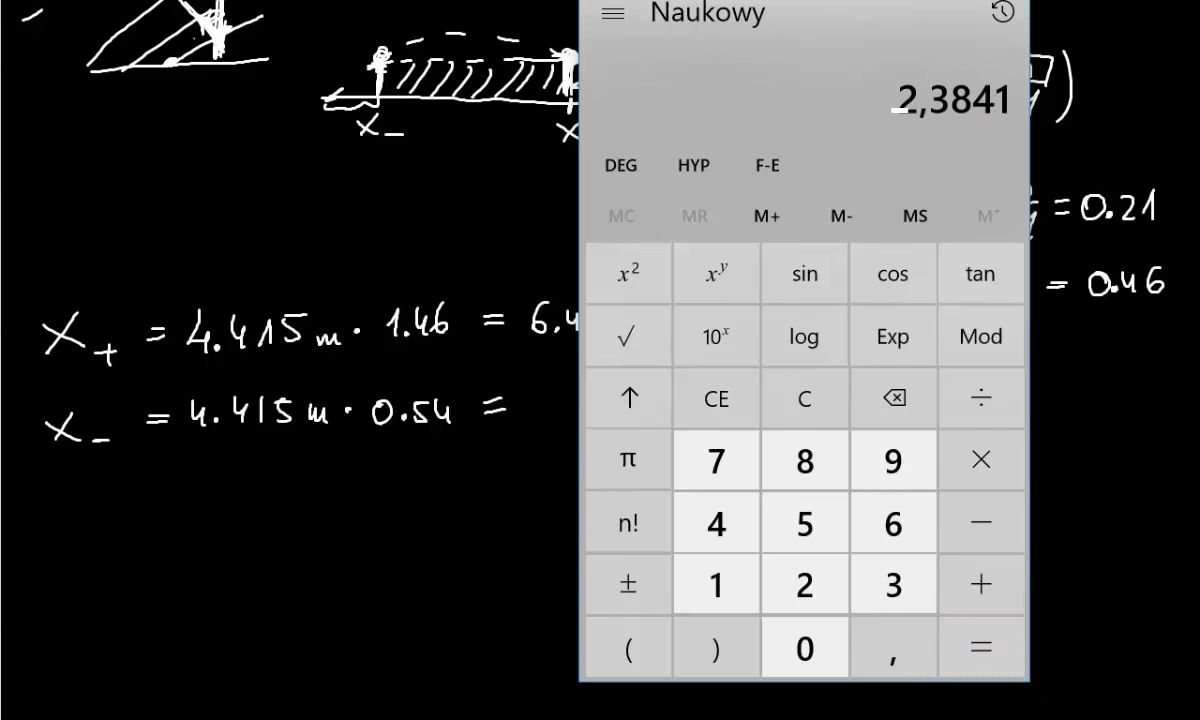 Naukowy
2,3841
DEG HYP F-E
MC MR M+ M- MS M˅
x² xʸ sin cos tan
√ 10ˣ log Exp Mod
↑ CE C ⌫ ÷
π 7 8 9 ×
n! 4 5 6 −
± 1 2 3 +
( ) 0 , =
x₋ x
)
= 0.21
= 0.46
x₊ = 4.415 m · 1.46 = 6.4
x₋ = 4.415 m · 0.54 =